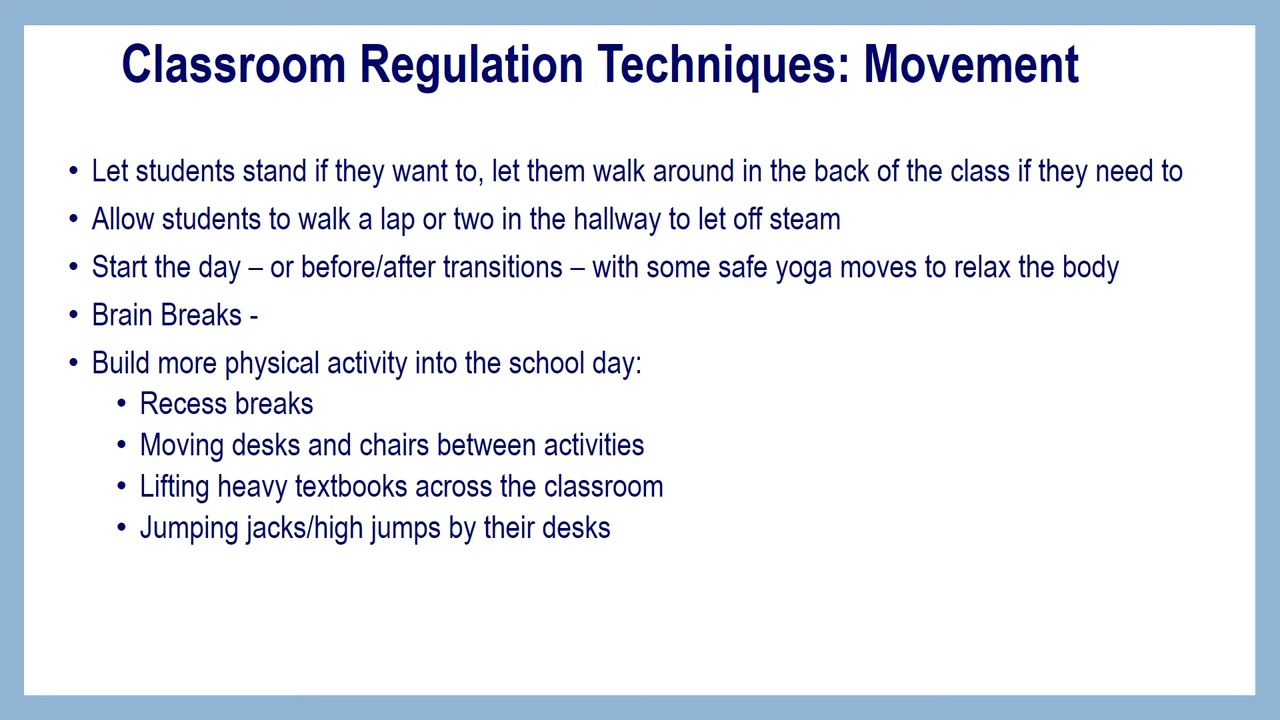 Classroom Regulation Techniques: Movement
• Let students stand if they want to, let them walk around in the back of the class if they need to
• Allow students to walk a lap or two in the hallway to let off steam
• Start the day – or before/after transitions – with some safe yoga moves to relax the body
• Brain Breaks -
• Build more physical activity into the school day:
• Recess breaks
• Moving desks and chairs between activities
• Lifting heavy textbooks across the classroom
• Jumping jacks/high jumps by their desks